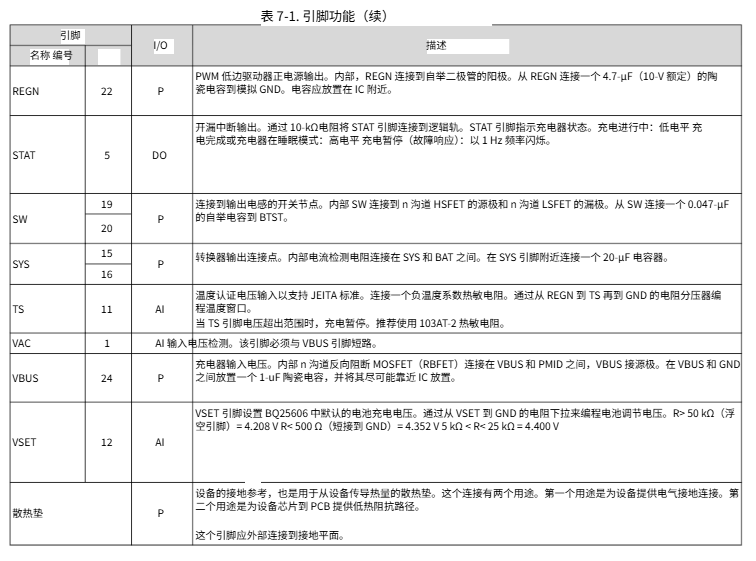 表 7-1. 引脚功能（续）
引脚
I/O
描述
名称 编号
REGN 22 P PWM 低边驱动器正电源输出。内部，REGN 连接到自举二极管的阳极。从 REGN 连接一个 4.7-μF（10-V 额定）的陶
瓷电容到模拟 GND。电容应放置在 IC 附近。
STAT 5 DO 开漏中断输出。通过 10-kΩ电阻将 STAT 引脚连接到逻辑轨。STAT 引脚指示充电器状态。充电进行中：低电平 充
电完成或充电器在睡眠模式：高电平 充电暂停（故障响应）：以 1 Hz 频率闪烁。
SW 19 20 P 连接到输出电感的开关节点。内部 SW 连接到 n 沟道 HSFET 的源极和 n 沟道 LSFET 的漏极。从 SW 连接一个 0.047-μF
的自举电容到 BTST。
SYS 15 16 P 转换器输出连接点。内部电流检测电阻连接在 SYS 和 BAT 之间。在 SYS 引脚附近连接一个 20-μF 电容器。
TS 11 AI 温度认证电压输入以支持 JEITA 标准。连接一个负温度系数热敏电阻。通过从 REGN 到 TS 再到 GND 的电阻分压器编
程温度窗口。
当 TS 引脚电压超出范围时，充电暂停。推荐使用 103AT-2 热敏电阻。
VAC 1 AI 输入电压检测。该引脚必须与 VBUS 引脚短路。
VBUS 24 P 充电器输入电压。内部 n 沟道反向阻断 MOSFET（RBFET）连接在 VBUS 和 PMID 之间，VBUS 接源极。在 VBUS 和 GND
之间放置一个 1-uF 陶瓷电容，并将其尽可能靠近 IC 放置。
VSET 12 AI VSET 引脚设置 BQ25606 中默认的电池充电电压。通过从 VSET 到 GND 的电阻下拉来编程电池调节电压。R> 50 kΩ（浮
空引脚）= 4.208 V R< 500 Ω（短接到 GND）= 4.352 V 5 kΩ < R< 25 kΩ = 4.400 V
散热垫 P 设备的接地参考，也是用于从设备传导热量的散热垫。这个连接有两个用途。第一个用途是为设备提供电气接地连接。第
二个用途是为设备芯片到 PCB 提供低热阻抗路径。
这个引脚应外部连接到接地平面。